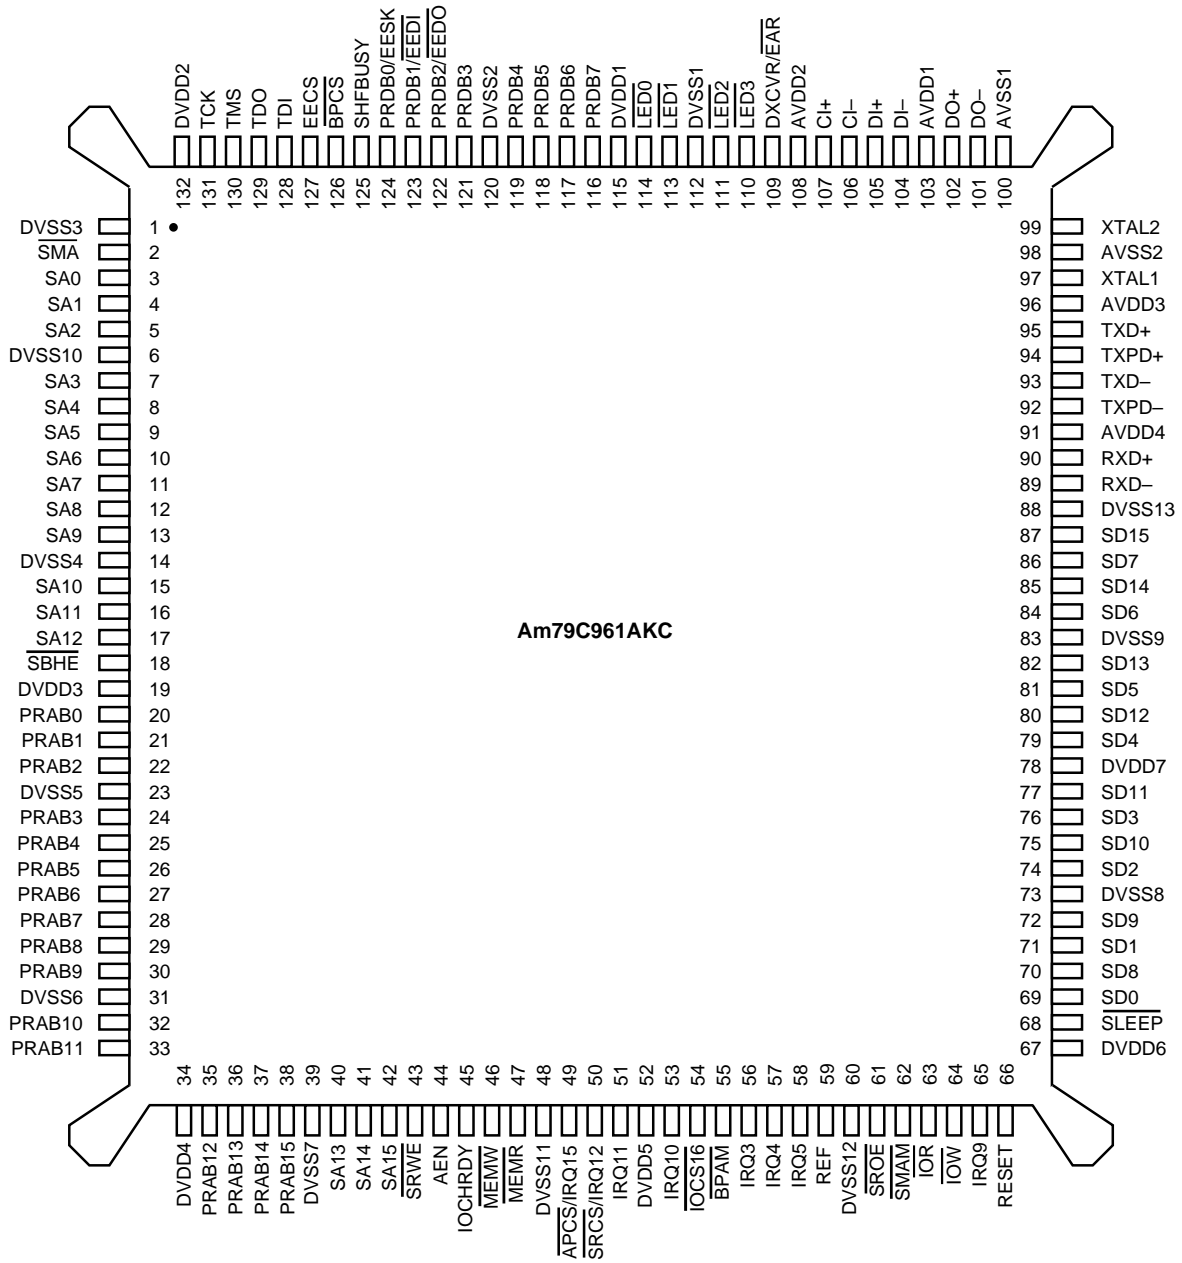 DVDD2
TCK
TMS
TDO
TDI
EECS
BPCS
SHFBUSY
PRDB0/EESK
PRDB1/EEDI
PRDB2/EEDO
PRDB3
DVSS2
PRDB4
PRDB5
PRDB6
PRDB7
DVDD1
LED0
LED1
DVSS1
LED2
LED3
DXCVR/EAR
AVDD2
CI+
CI–
DI+
DI–
AVDD1
DO+
DO–
AVSS1
132
131
130
129
128
127
126
125
124
123
122
121
120
119
118
117
116
115
114
113
112
111
110
109
108
107
106
105
104
103
102
101
100
DVSS3 1 99 XTAL2
SMA 2 98 AVSS2
SA0 3 97 XTAL1
SA1 4 96 AVDD3
SA2 5 95 TXD+
DVSS10 6 94 TXPD+
SA3 7 93 TXD–
SA4 8 92 TXPD–
SA5 9 91 AVDD4
SA6 10 90 RXD+
SA7 11 89 RXD–
SA8 12 88 DVSS13
SA9 13 87 SD15
DVSS4 14 86 SD7
SA10 15 85 SD14
SA11 16 84 SD6
Am79C961AKC
SA12 17 83 DVSS9
SBHE 18 82 SD13
DVDD3 19 81 SD5
PRAB0 20 80 SD12
PRAB1 21 79 SD4
PRAB2 22 78 DVDD7
DVSS5 23 77 SD11
PRAB3 24 76 SD3
PRAB4 25 75 SD10
PRAB5 26 74 SD2
PRAB6 27 73 DVSS8
PRAB7 28 72 SD9
PRAB8 29 71 SD1
PRAB9 30 70 SD8
DVSS6 31 69 SD0
PRAB10 32 68 SLEEP
PRAB11 33 67 DVDD6
34
35
36
37
38
39
40
41
42
43
44
45
46
47
48
49
50
51
52
53
54
55
56
57
58
59
60
61
62
63
64
65
66
DVDD4
PRAB12
PRAB13
PRAB14
PRAB15
DVSS7
SA13
SA14
SA15
SRWE
AEN
IOCHRDY
MEMW
MEMR
DVSS11
APCS/IRQ15
SRCS/IRQ12
IRQ11
DVDD5
IRQ10
IOCS16
BPAM
IRQ3
IRQ4
IRQ5
REF
DVSS12
SROE
SMAM
IOR
IOW
IRQ9
RESET